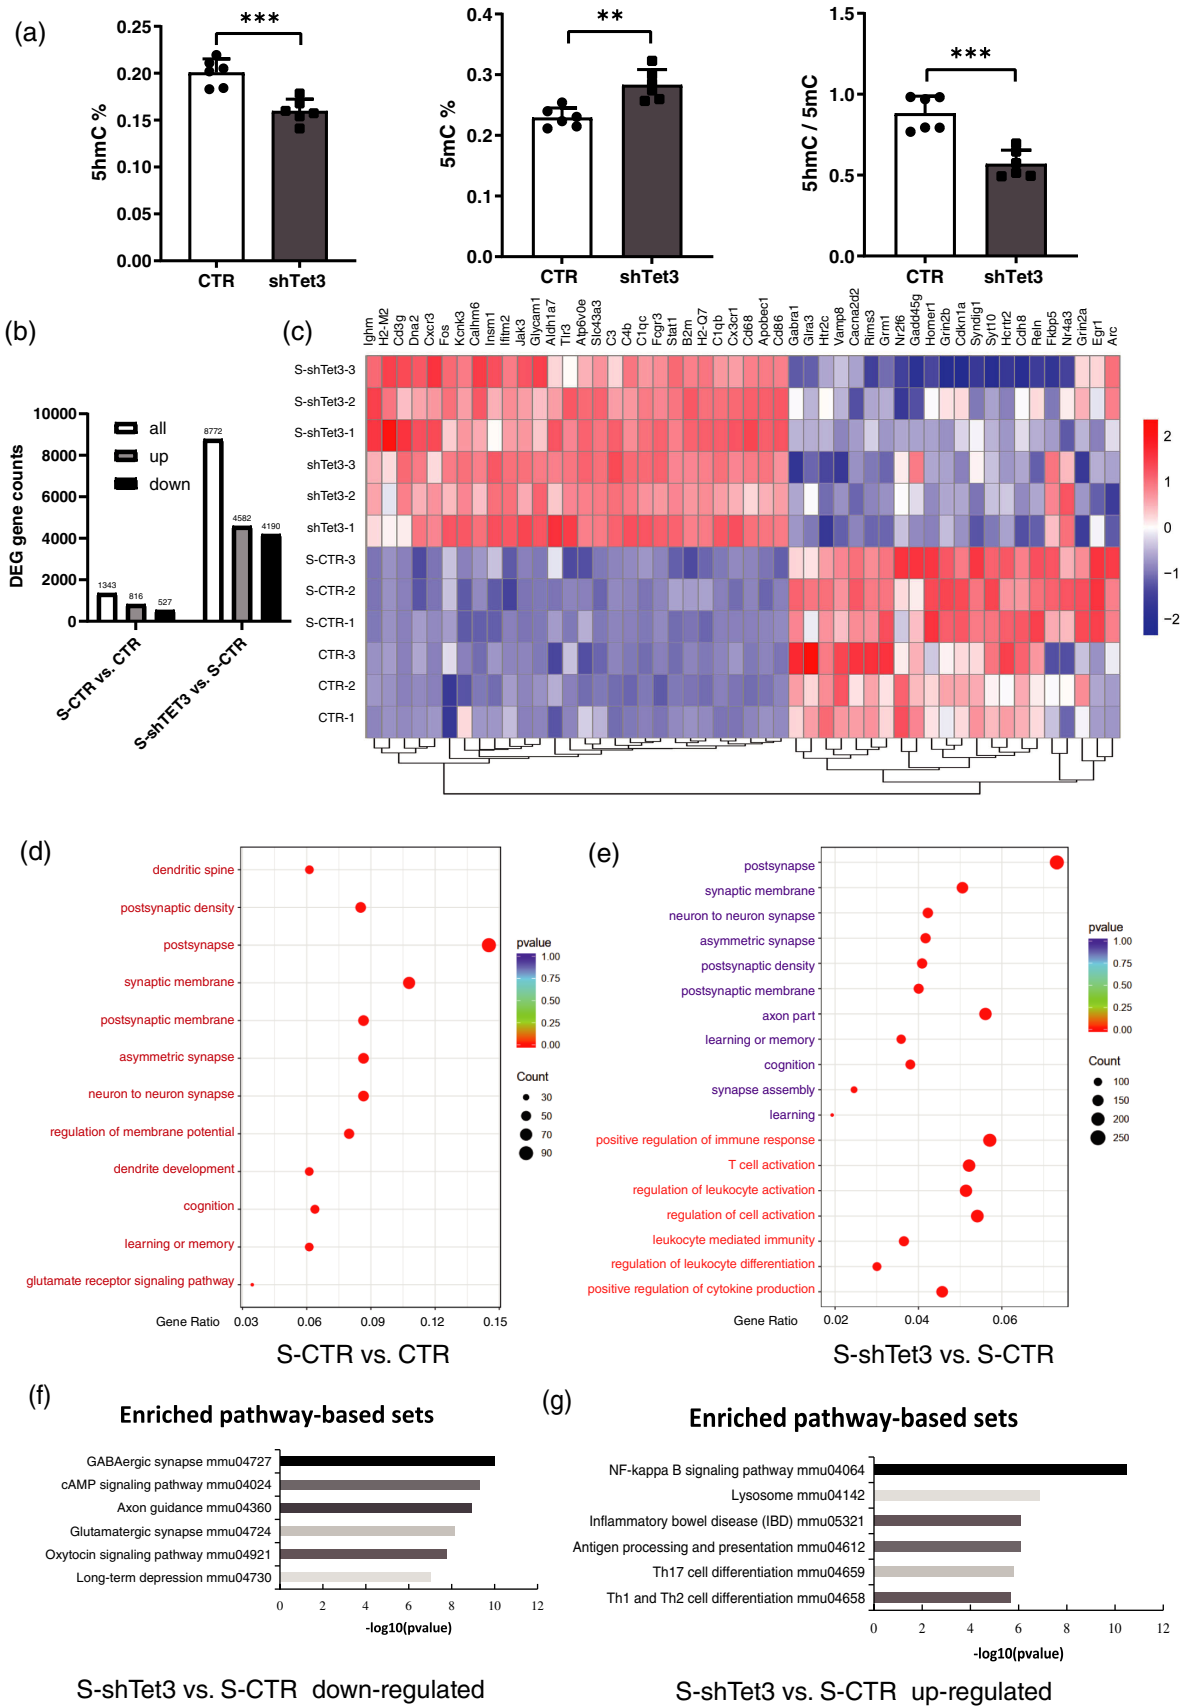 (a)
0.25
0.20
0.15
0.10
0.05
0.00
5hmC %
***
CTR
shTet3
0.4
0.3
0.2
0.1
0.0
5mC %
**
CTR
shTet3
1.5
1.0
0.5
0.0
5hmC / 5mC
***
CTR
shTet3
(b)
10000
8000
6000
4000
2000
0
DEG gene counts
all
up
down
1343
816
527
8772
4582
4190
S-CTR vs. CTR
S-shTET3 vs. S-CTR
(c)
Ighm
H2-M2
Cd3g
Dna2
Cxcr3
Fos
Kcnk3
Calhm6
Insm1
Ifitm2
Jak3
Glycam1
Aldh1a7
Tlr3
Atp6v0e
Slc43a3
C3
C4b
C1qc
Fcgr3
Stat1
B2m
H2-Q7
C1qb
Cx3cr1
Cd68
Apobec1
Cd86
Gabra1
Glra3
Htr2c
Vamp8
Cacna2d2
Rims3
Grm1
Nr2f6
Gadd45g
Homer1
Grin2b
Cdkn1a
Syndig1
Syt10
Hcrtr2
Cdh8
Reln
Fkbp5
Nr4a3
Grin2a
Egr1
Arc
S-shTet3-3
S-shTet3-2
S-shTet3-1
shTet3-3
shTet3-2
shTet3-1
S-CTR-3
S-CTR-2
S-CTR-1
CTR-3
CTR-2
CTR-1
2
1
0
−1
−2
(d)
dendritic spine
postsynaptic density
postsynapse
synaptic membrane
postsynaptic membrane
asymmetric synapse
neuron to neuron synapse
regulation of membrane potential
dendrite development
cognition
learning or memory
glutamate receptor signaling pathway
Gene Ratio
0.03
0.06
0.09
0.12
0.15
S-CTR vs. CTR
pvalue
1.00
0.75
0.50
0.25
0.00
Count
30
50
70
90
(e)
postsynapse
synaptic membrane
neuron to neuron synapse
asymmetric synapse
postsynaptic density
postsynaptic membrane
axon part
learning or memory
cognition
synapse assembly
learning
positive regulation of immune response
T cell activation
regulation of leukocyte activation
regulation of cell activation
leukocyte mediated immunity
regulation of leukocyte differentiation
positive regulation of cytokine production
Gene Ratio
0.02
0.04
0.06
S-shTet3 vs. S-CTR
pvalue
1.00
0.75
0.50
0.25
0.00
Count
100
150
200
250
(f)
Enriched pathway-based sets
GABAergic synapse mmu04727
cAMP signaling pathway mmu04024
Axon guidance mmu04360
Glutamatergic synapse mmu04724
Oxytocin signaling pathway mmu04921
Long-term depression mmu04730
0 2 4 6 8 10 12
-log10(pvalue)
S-shTet3 vs. S-CTR down-regulated
(g)
Enriched pathway-based sets
NF-kappa B signaling pathway mmu04064
Lysosome mmu04142
Inflammatory bowel disease (IBD) mmu05321
Antigen processing and presentation mmu04612
Th17 cell differentiation mmu04659
Th1 and Th2 cell differentiation mmu04658
0 2 4 6 8 10 12
-log10(pvalue)
S-shTet3 vs. S-CTR up-regulated